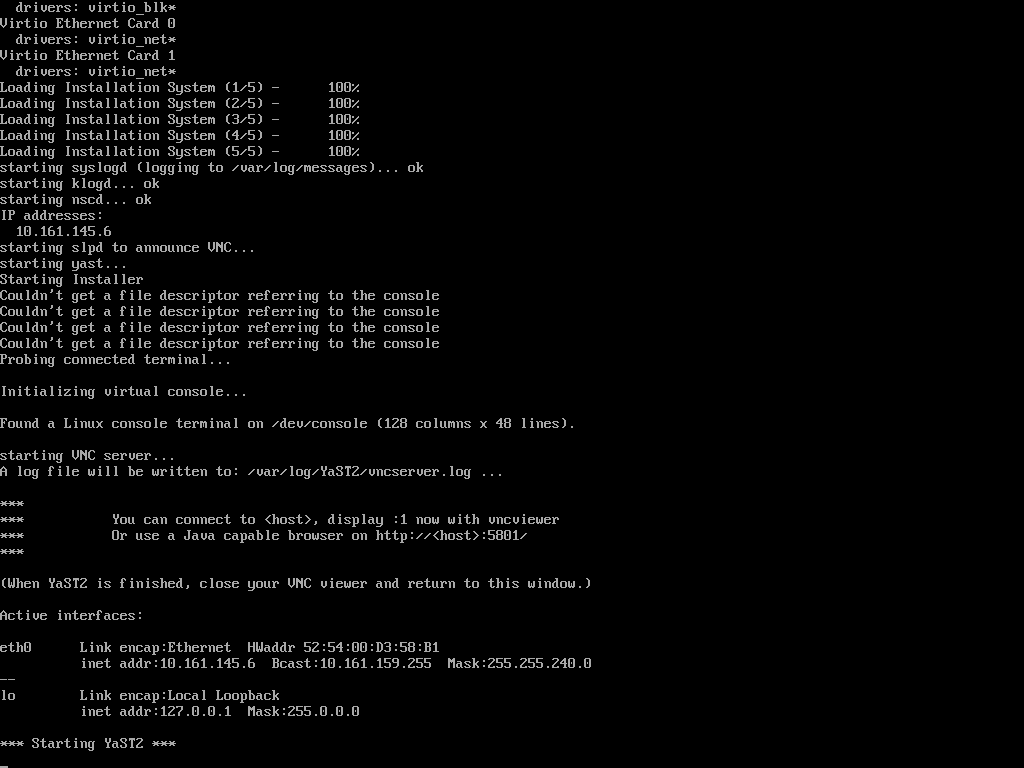 drivers: virtio_blk*
Virtio Ethernet Card 0
drivers: virtio_net*
Virtio Ethernet Card 1
drivers: virtio_net*
Loading Installation System (1/5) -      100%
Loading Installation System (2/5) -      100%
Loading Installation System (3/5) -      100%
Loading Installation System (4/5) -      100%
Loading Installation System (5/5) -      100%
starting syslogd (logging to /var/log/messages)... ok
starting klogd... ok
starting nscd... ok
IP addresses:
10.161.145.6
starting slpd to announce VNC...
starting yast...
Starting Installer
Couldn't get a file descriptor referring to the console
Couldn't get a file descriptor referring to the console
Couldn't get a file descriptor referring to the console
Couldn't get a file descriptor referring to the console
Probing connected terminal...
Initializing virtual console...
Found a Linux console terminal on /dev/console (128 columns x 48 lines).
starting VNC server...
A log file will be written to: /var/log/YaST2/vncserver.log ...
***
***           You can connect to <host>, display :1 now with vncviewer
***           Or use a Java capable browser on http://<host>:5801/
***
(When YaST2 is finished, close your VNC viewer and return to this window.)
Active interfaces:
eth0      Link encap:Ethernet  HWaddr 52:54:00:D3:58:B1
inet addr:10.161.145.6  Bcast:10.161.159.255  Mask:255.255.240.0
--
lo        Link encap:Local Loopback
inet addr:127.0.0.1  Mask:255.0.0.0
*** Starting YaST2 ***